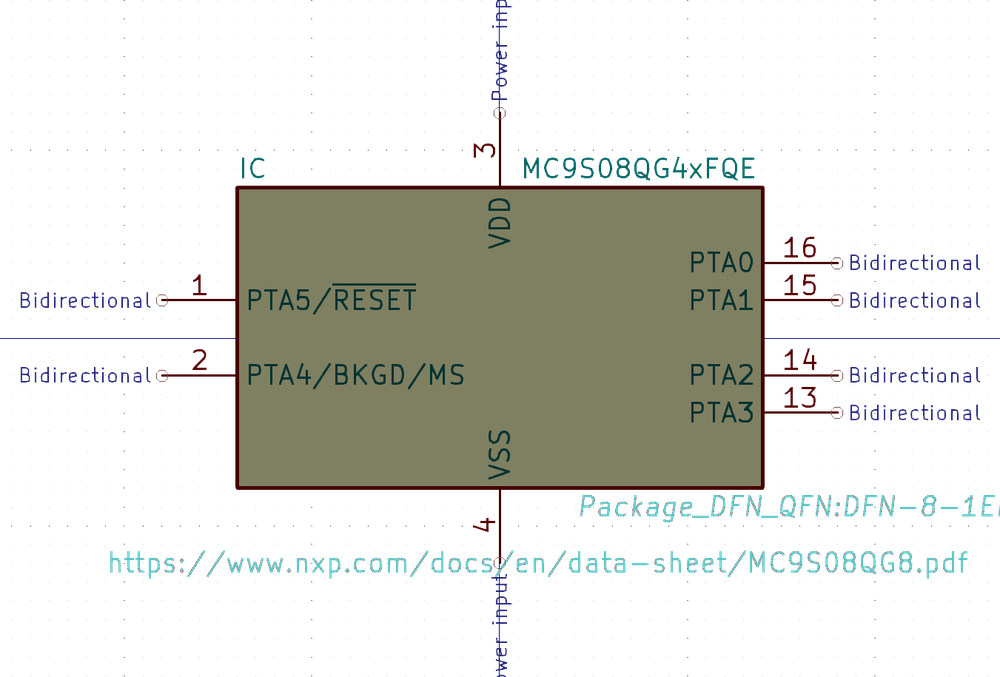 Power inp
3
IC
MC9S08QG4xFQE
VDD
PTA0
16
Bidirectional
Bidirectional
1
PTA5/RESET
PTA1
15
Bidirectional
Bidirectional
2
PTA4/BKGD/MS
PTA2
14
Bidirectional
PTA3
13
Bidirectional
VSS
4
Package_DFN_QFN:DFN-8-1E
https://www.nxp.com/docs/en/data-sheet/MC9S08QG8.pdf
ower input